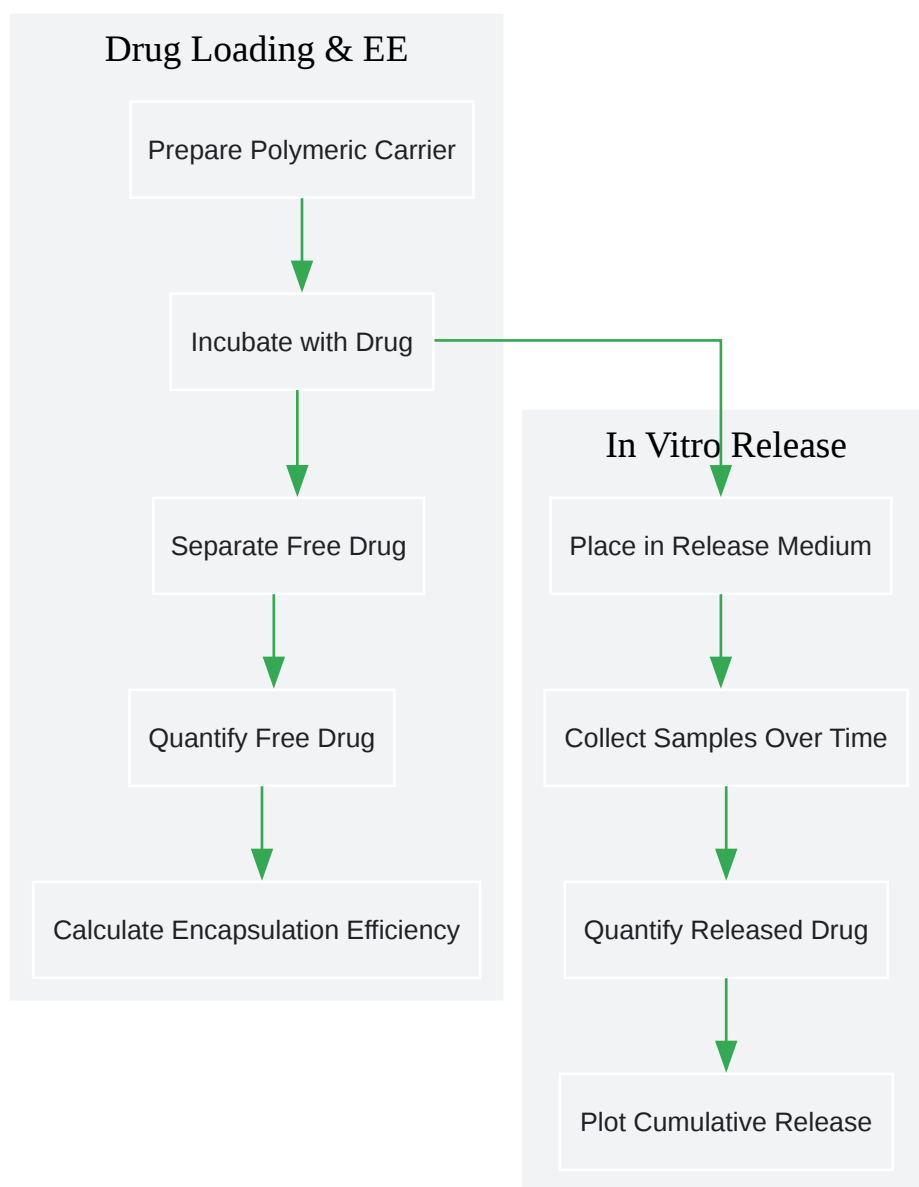 Drug Loading & EE
Prepare Polymeric Carrier
Incubate with Drug
Separate Free Drug
Quantify Free Drug
Calculate Encapsulation Efficiency
In Vitro Release
Place in Release Medium
Collect Samples Over Time
Quantify Released Drug
Plot Cumulative Release